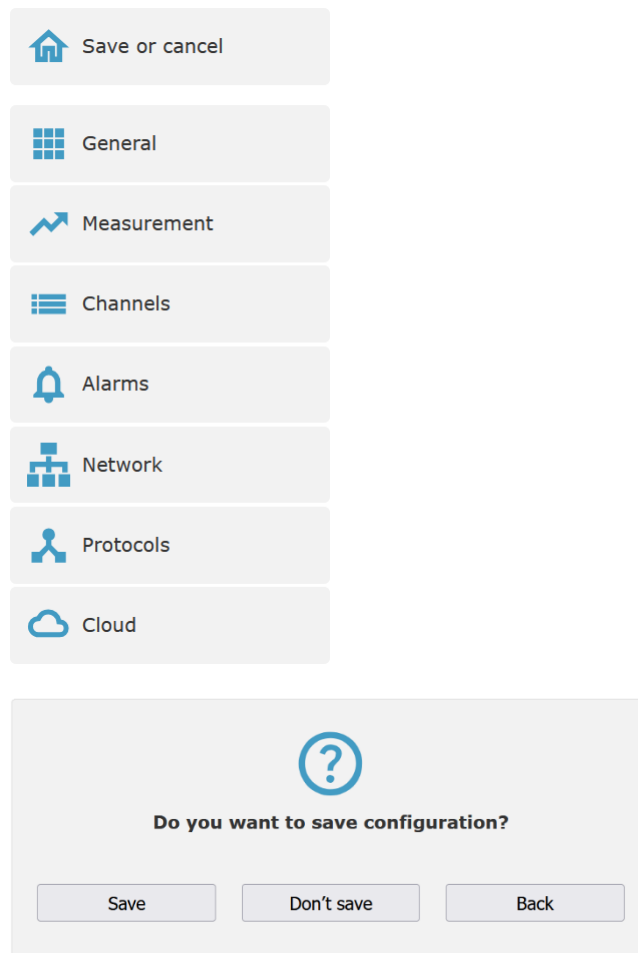 Save or cancel
General
Measurement
Channels
Alarms
Network
Protocols
Cloud
Do you want to save configuration?
Save
Don’t save
Back